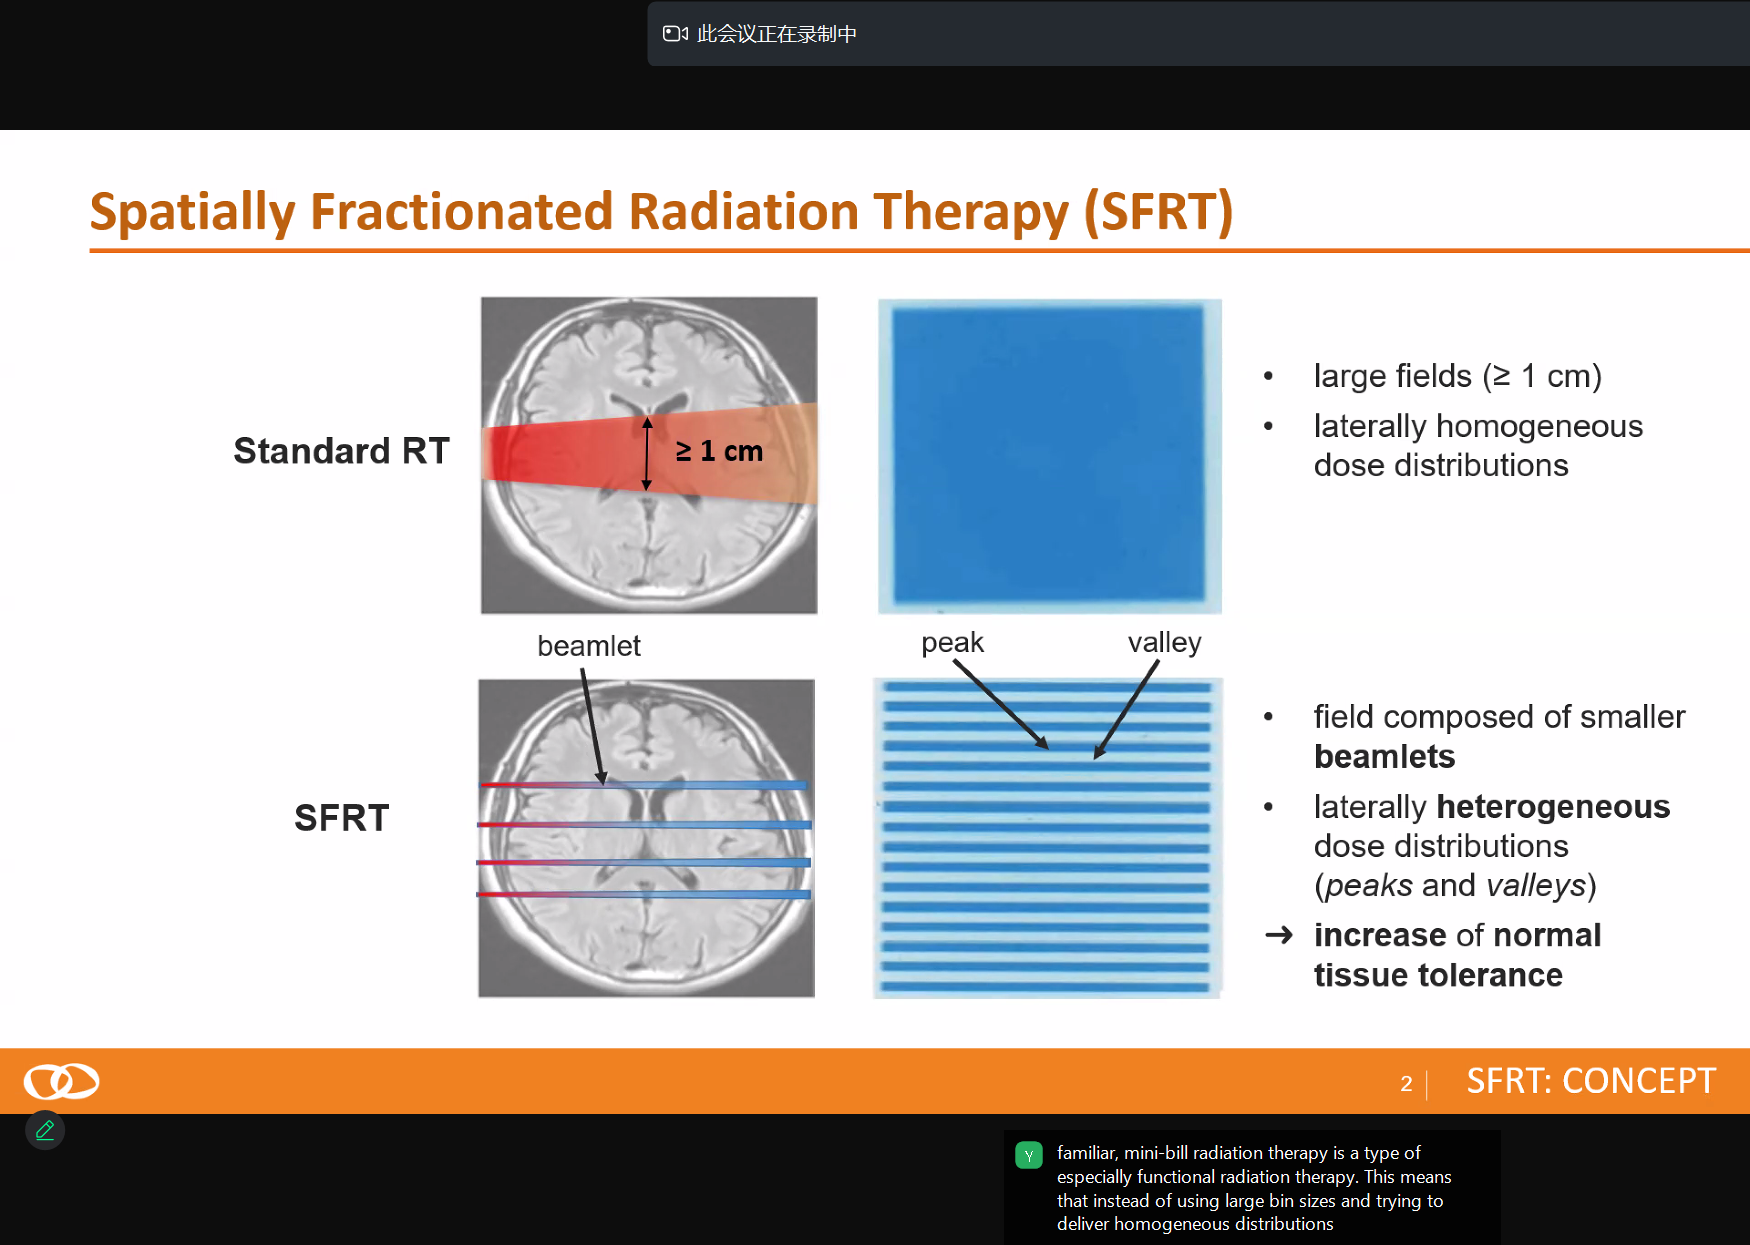 此会议正在录制中
Spatially Fractionated Radiation Therapy (SFRT)
Standard RT
≥ 1 cm
• large fields (≥ 1 cm)
• laterally homogeneous
dose distributions
beamlet
peak
valley
SFRT
• field composed of smaller
beamlets
• laterally heterogeneous
dose distributions
(peaks and valleys)
➔ increase of normal
tissue tolerance
2
SFRT: CONCEPT
Y
familiar, mini-bill radiation therapy is a type of
especially functional radiation therapy. This means
that instead of using large bin sizes and trying to
deliver homogeneous distributions